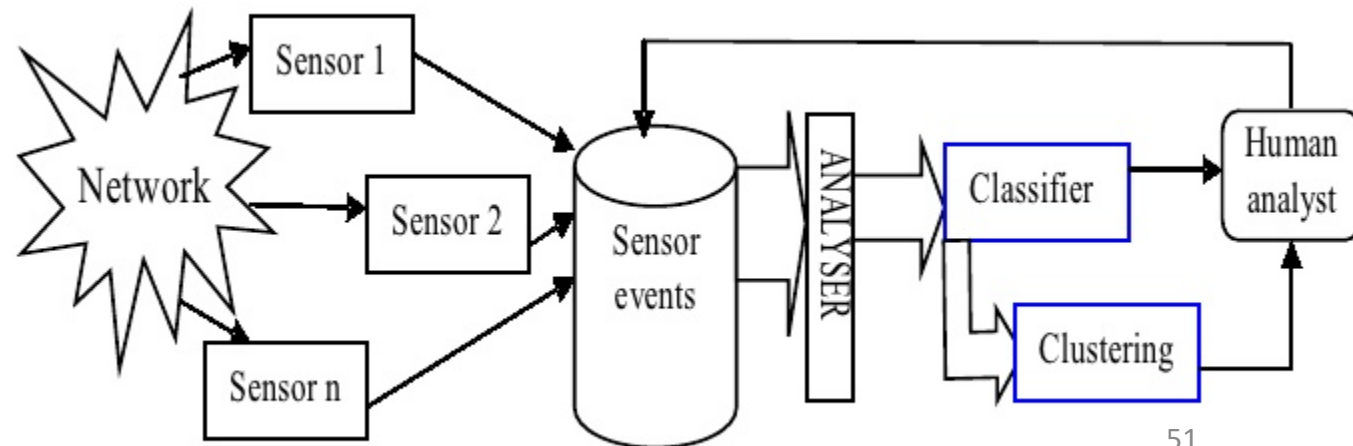 Sensor 1
Network
Sensor 2
Sensor n
Sensor
events
ANALYSER
Classifier
Clustering
Human
analyst
51